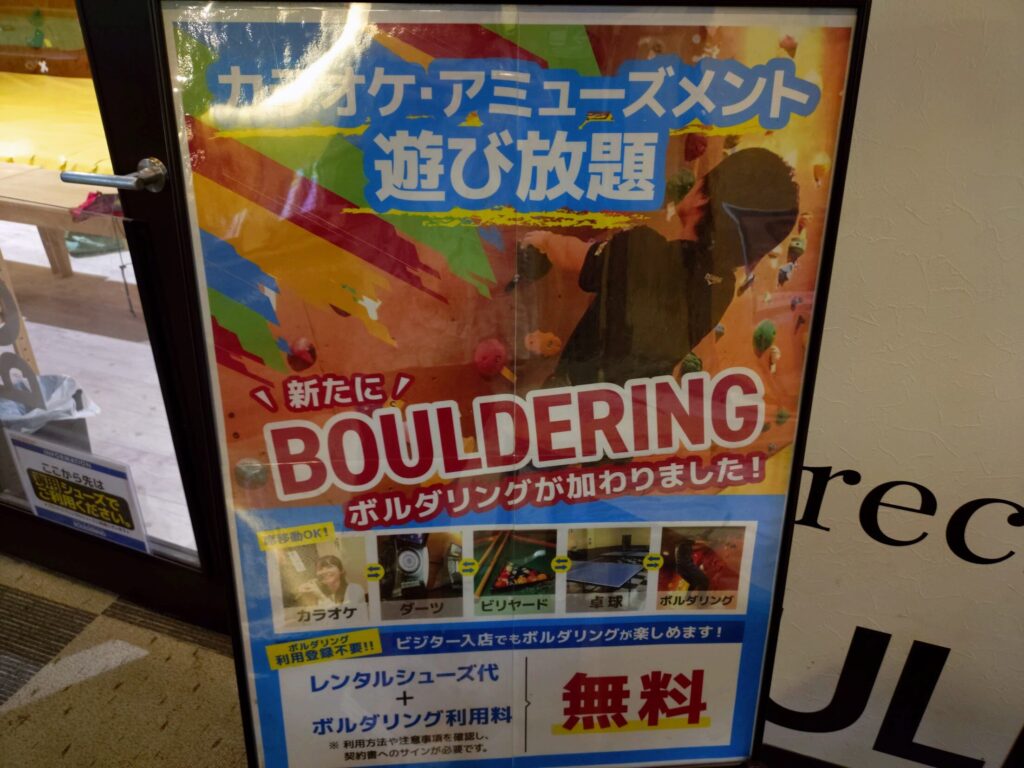 カラオケ・アミューズメント
遊び放題
新たに
BOULDERING
ボルダリングが加わりました!
席移動OK!
カラオケ
ダーツ
ビリヤード
卓球
ボルダリング
ボルダリング
利用登録不要!!
ビジター入店でもボルダリングが楽しめます!
レンタルシューズ代
+
ボルダリング利用料
無料
※ 利用方法や注意事項を確認し、
契約書へのサインが必要です。
INFORMATION
ここから先は
専用シューズで
ご利用ください。
rec
UL